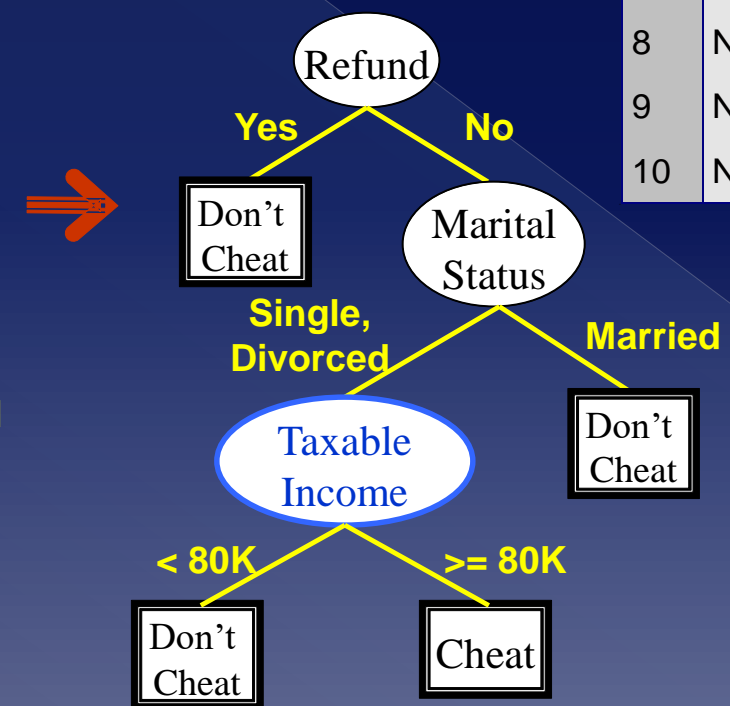 Refund
8 N
9 N
10 N
Yes
No
Don't
Cheat
Marital
Status
Single,
Divorced
Married
Taxable
Income
Don't
Cheat
< 80K
>= 80K
Don't
Cheat
Cheat